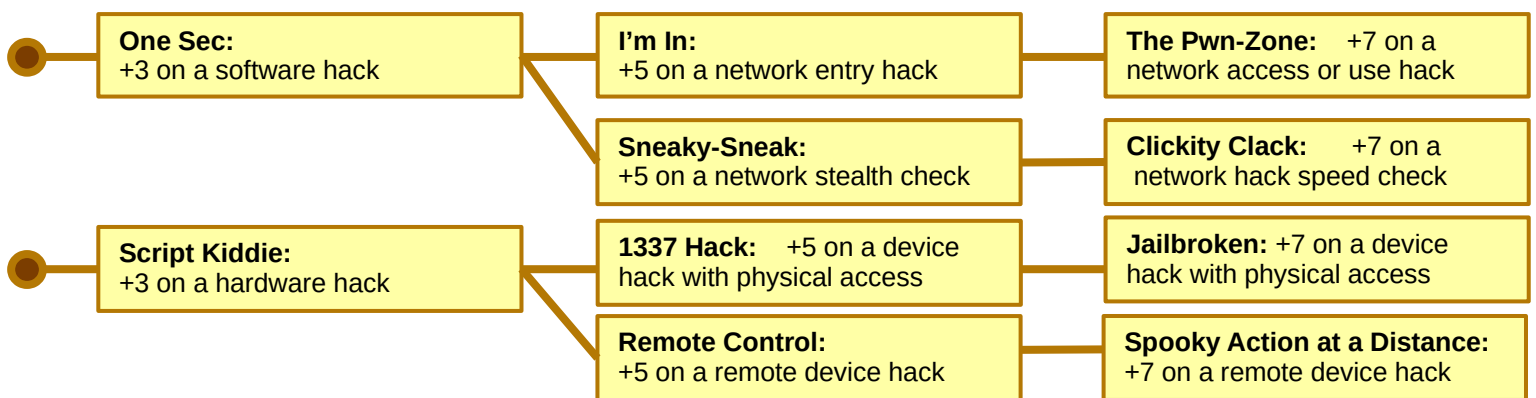 One Sec:
+3 on a software hack
I’m In:
+5 on a network entry hack
The Pwn-Zone: +7 on a
network access or use hack
Sneaky-Sneak:
+5 on a network stealth check
Clickity Clack: +7 on a
network hack speed check
Script Kiddie:
+3 on a hardware hack
1337 Hack: +5 on a device
hack with physical access
Jailbroken: +7 on a device
hack with physical access
Remote Control:
+5 on a remote device hack
Spooky Action at a Distance:
+7 on a remote device hack